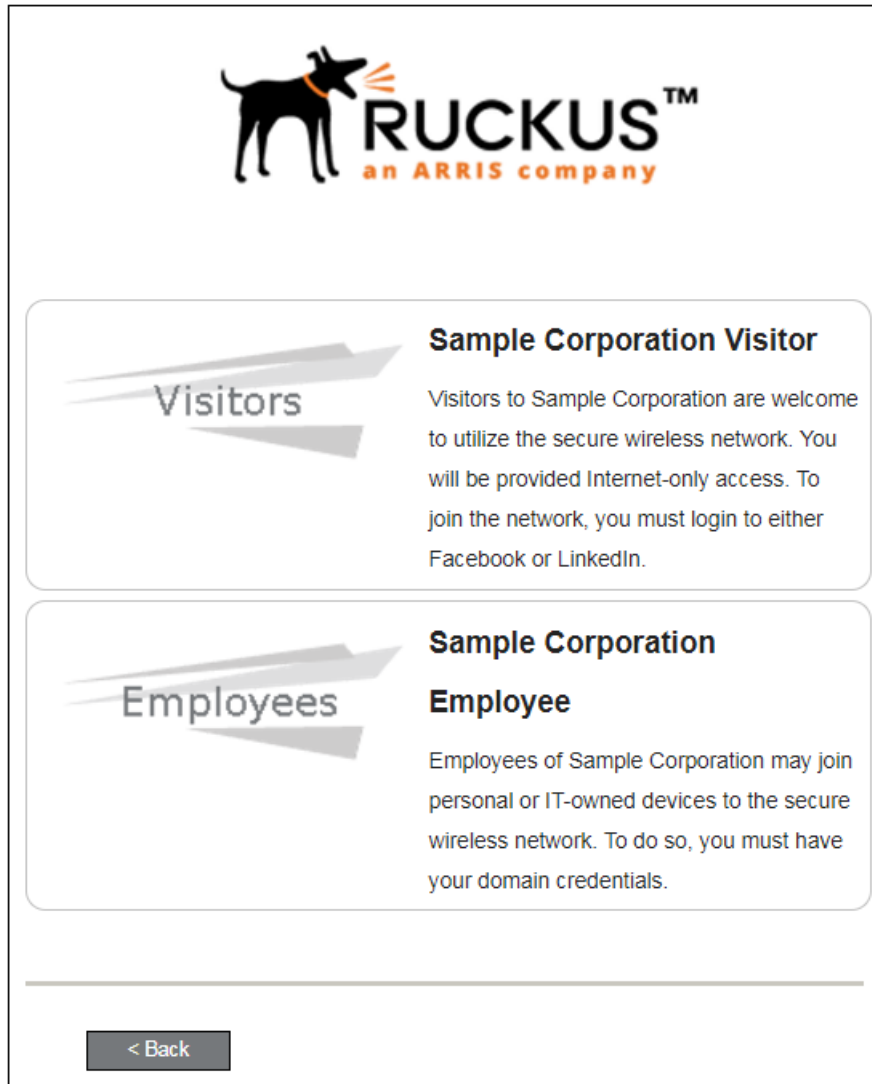 RUCKUS™
an ARRIS company
Visitors
Sample Corporation Visitor
Visitors to Sample Corporation are welcome
to utilize the secure wireless network. You
will be provided Internet-only access. To
join the network, you must login to either
Facebook or LinkedIn.
Employees
Sample Corporation
Employee
Employees of Sample Corporation may join
personal or IT-owned devices to the secure
wireless network. To do so, you must have
your domain credentials.
< Back